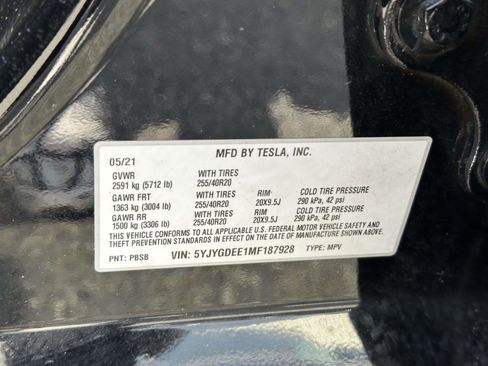 MFD BY TESLA, INC.
05/21
GVWR WITH TIRES
2591 kg (5712 lb) 255/40R20
GAWR FRT WITH TIRES RIM COLD TIRE PRESSURE
1363 kg (3004 lb) 255/40R20 20X9.5J 290 kPa, 42 psi
GAWR RR WITH TIRES RIM COLD TIRE PRESSURE
1500 kg (3306 lb) 255/40R20 20X9.5J 290 kPa, 42 psi
THIS VEHICLE CONFORMS TO ALL APPLICABLE U.S. FEDERAL MOTOR VEHICLE SAFETY AND
THEFT PREVENTION STANDARDS IN EFFECT ON THE DATE OF MANUFACTURE SHOWN ABOVE.
PNT: PBSB VIN: 5YJYGDEE1MF187928 TYPE: MPV